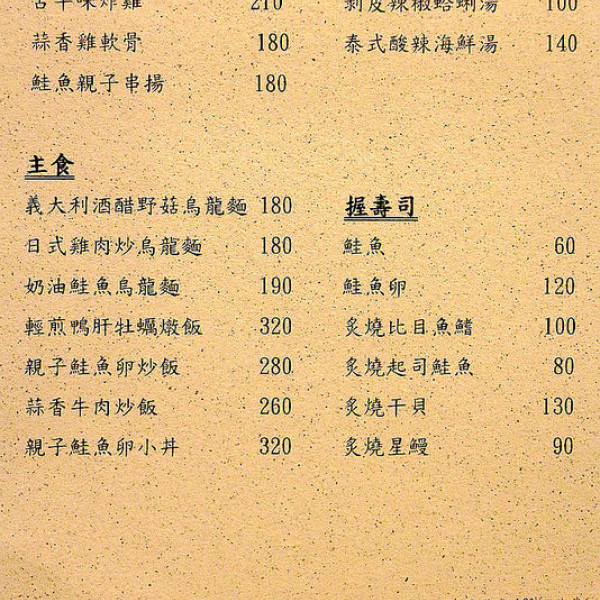 古早味炸雞 210
蒜香雞軟骨 180
鮭魚親子串揚 180
剝皮辣椒蛤蜊湯 100
泰式酸辣海鮮湯 140
主食
義大利酒醋野菇烏龍麵 180
日式雞肉炒烏龍麵 180
奶油鮭魚烏龍麵 190
輕煎鴨肝牡蠣燉飯 320
親子鮭魚卵炒飯 280
蒜香牛肉炒飯 260
親子鮭魚卵小丼 320
握壽司
鮭魚 60
鮭魚卵 120
炙燒比目魚鰭 100
炙燒起司鮭魚 80
炙燒干貝 130
炙燒星鰻 90